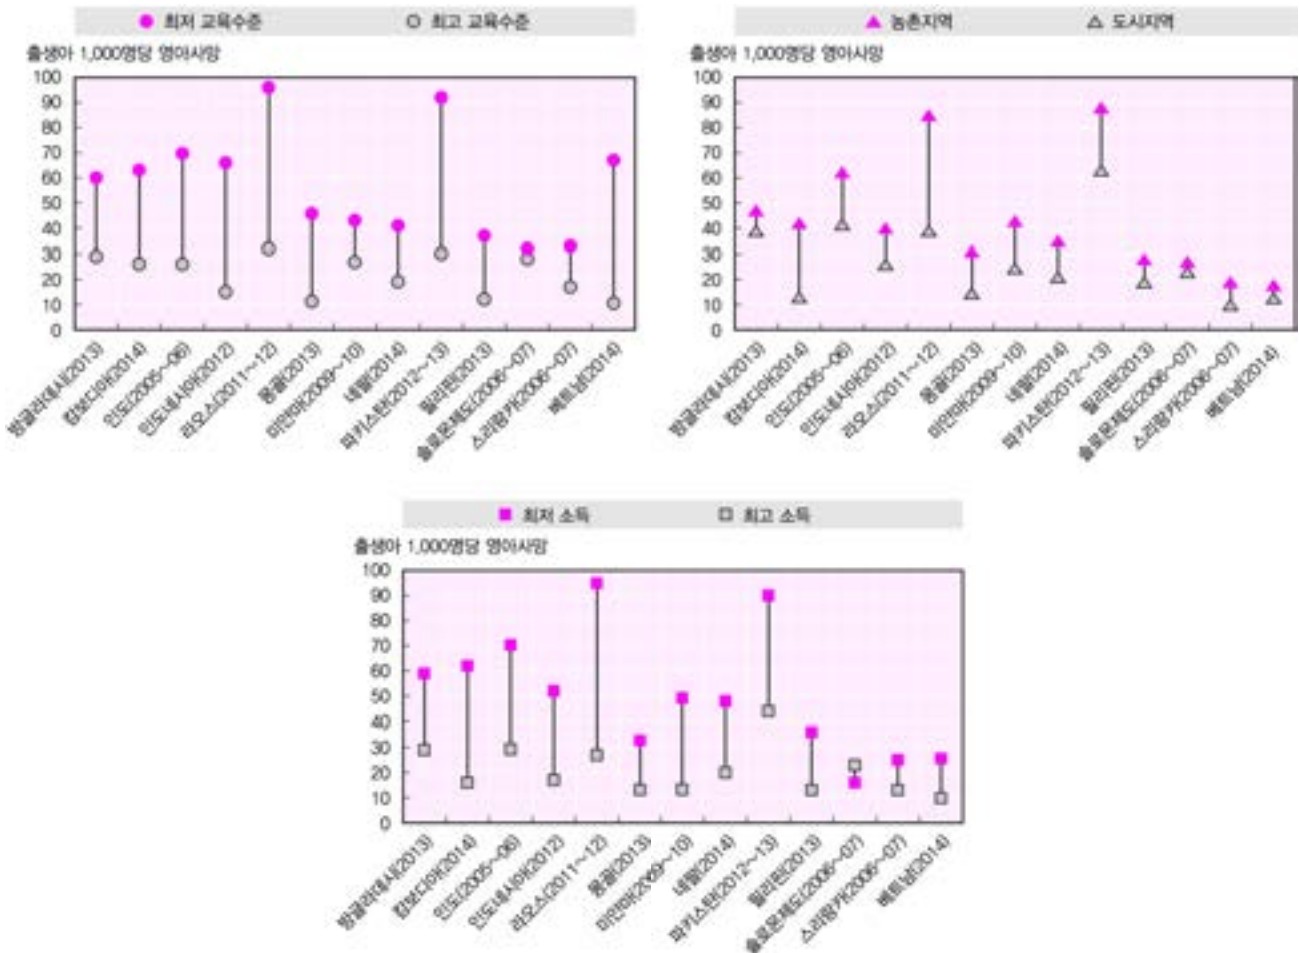 최저 교육수준 최고 교육수준
출생아 1,000명당 영아사망
100
90
80
70
60
50
40
30
20
10
0
방글라데시(2013)
캄보디아(2014)
인도(2005~06)
인도네시아(2012)
라오스(2011~12)
몽골(2013)
미얀마(2009~10)
네팔(2014)
파키스탄(2012~13)
필리핀(2013)
솔로몬제도(2006~07)
스리랑카(2006~07)
베트남(2014)
농촌지역 도시지역
출생아 1,000명당 영아사망
100
90
80
70
60
50
40
30
20
10
0
방글라데시(2013)
캄보디아(2014)
인도(2005~06)
인도네시아(2012)
라오스(2011~12)
몽골(2013)
미얀마(2009~10)
네팔(2014)
파키스탄(2012~13)
필리핀(2013)
솔로몬제도(2006~07)
스리랑카(2006~07)
베트남(2014)
최저 소득 최고 소득
출생아 1,000명당 영아사망
100
90
80
70
60
50
40
30
20
10
0
방글라데시(2013)
캄보디아(2014)
인도(2005~06)
인도네시아(2012)
라오스(2011~12)
몽골(2013)
미얀마(2009~10)
네팔(2014)
파키스탄(2012~13)
필리핀(2013)
솔로몬제도(2006~07)
스리랑카(2006~07)
베트남(2014)